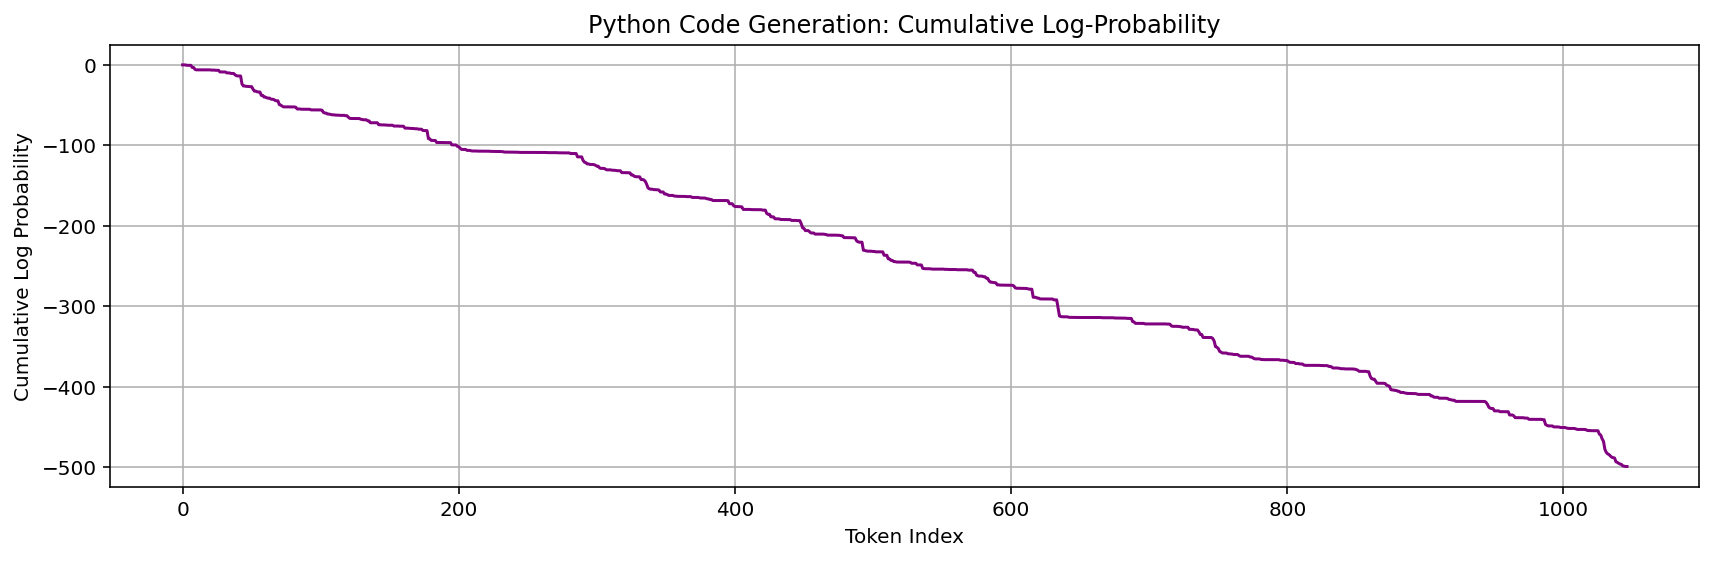 Python Code Generation: Cumulative Log-Probability
Cumulative Log Probability
0
−100
−200
−300
−400
−500
0 200 400 600 800 1000
Token Index